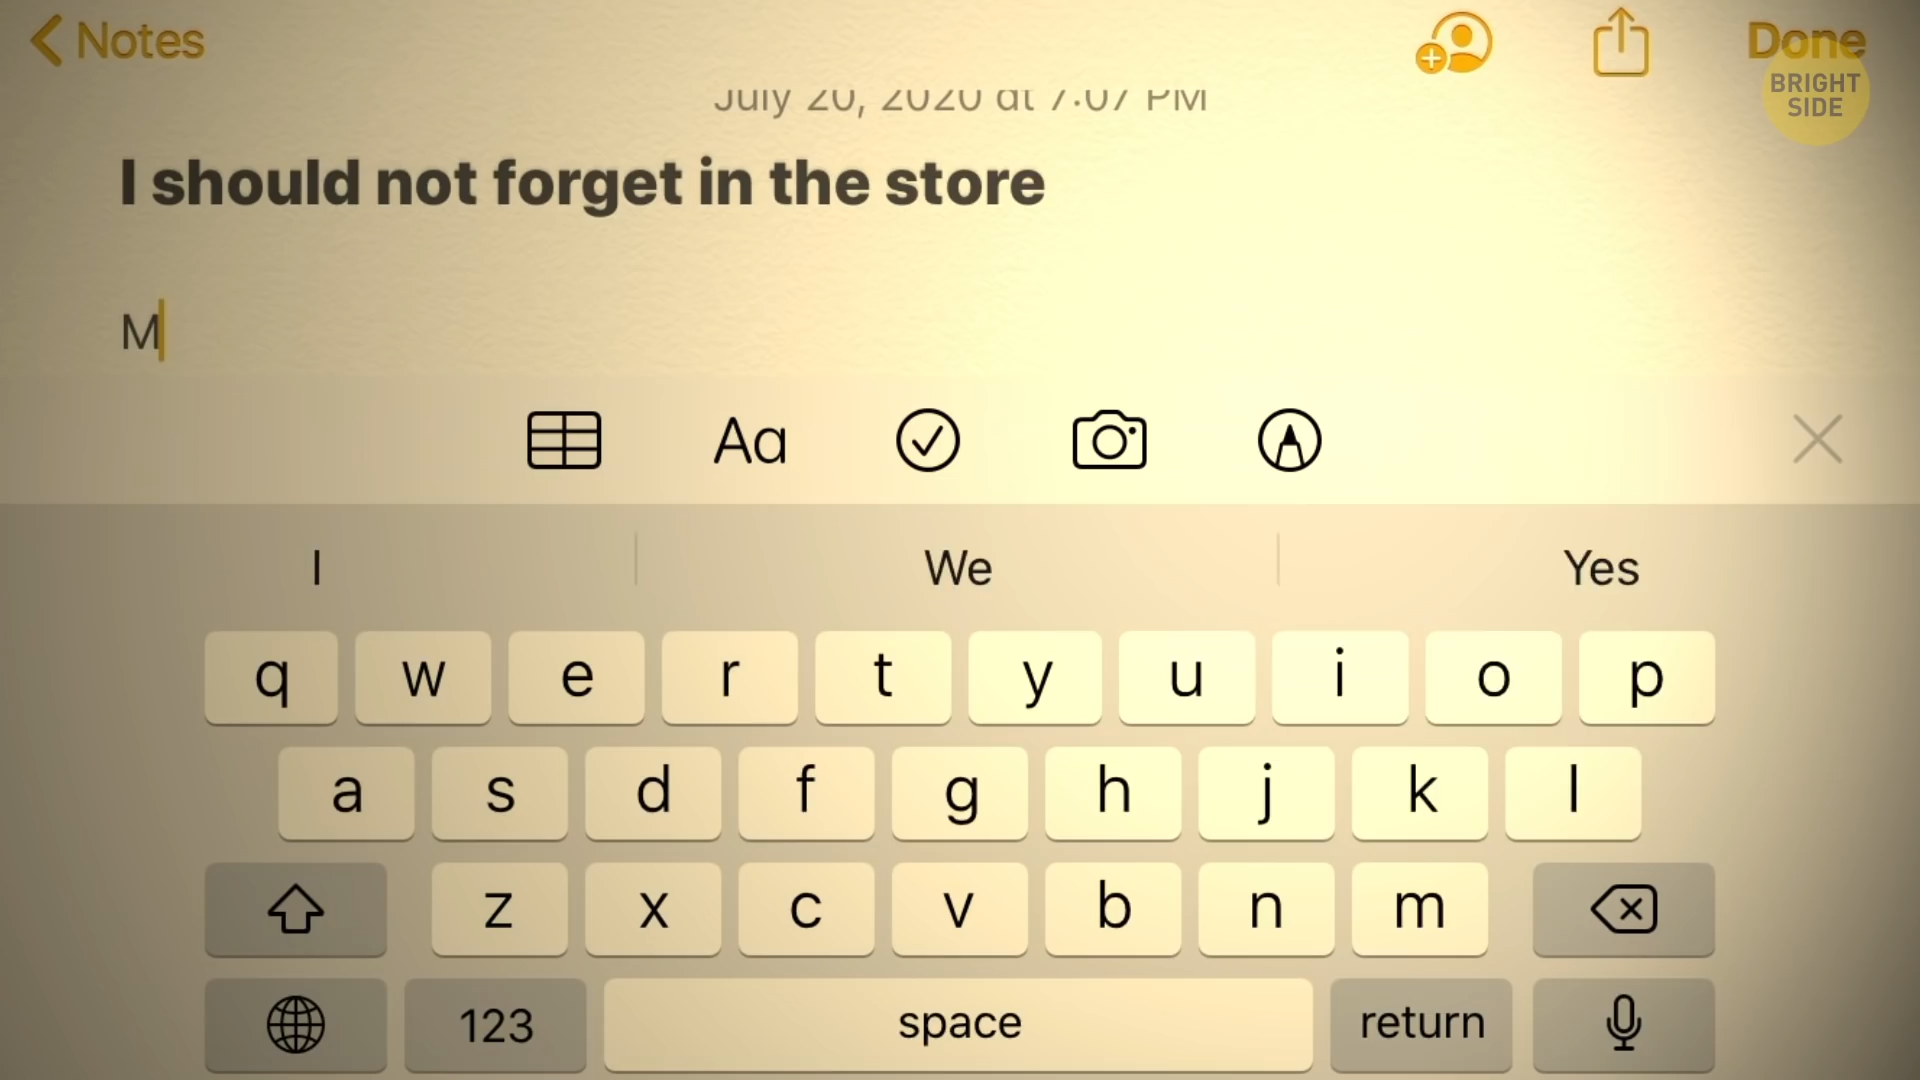 Notes
Done
BRIGHT
SIDE
July 20, 2020 at 7:07 PM
I should not forget in the store
M
Aa
I We Yes
q w e r t y u i o p
a s d f g h j k l
z x c v b n m
123 space return